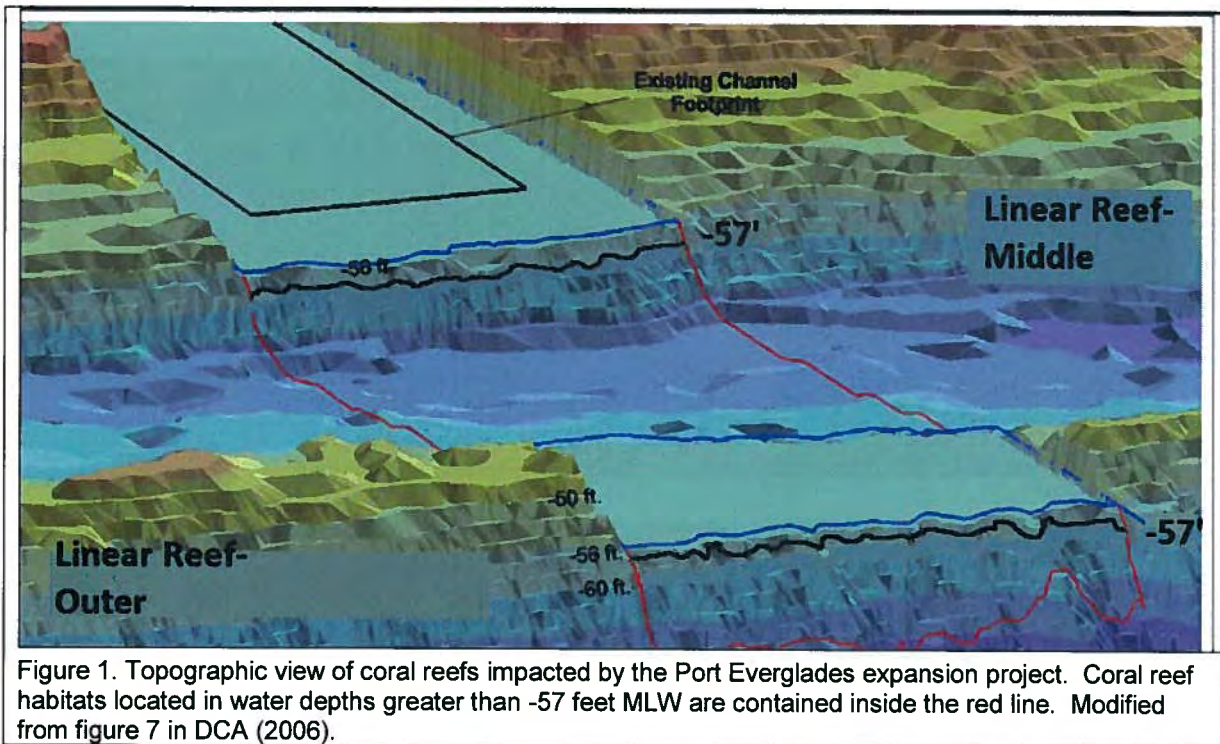 Existing Channel
Footprint
Linear Reef-
Middle
-57'
-58 ft.
-50 ft.
-57'
-58 ft.
-60 ft.
Linear Reef-
Outer
Figure 1. Topographic view of coral reefs impacted by the Port Everglades expansion project. Coral reef
habitats located in water depths greater than -57 feet MLW are contained inside the red line. Modified
from figure 7 in DCA (2006).